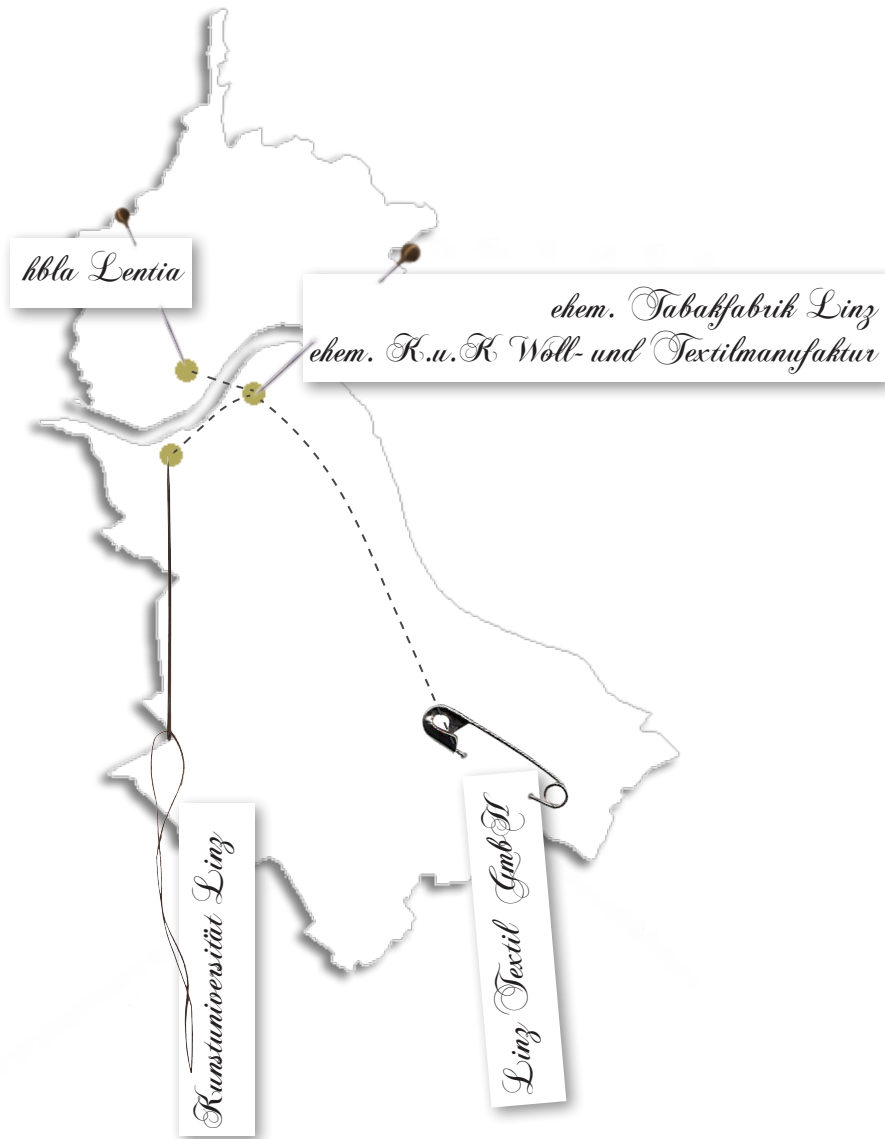 hbla Lentia
ehem. Tabakfabrik Linz
ehem. K.u.K Woll- und Textilmanufaktur
Kunstuniversität Linz
Linz Textil GmbH